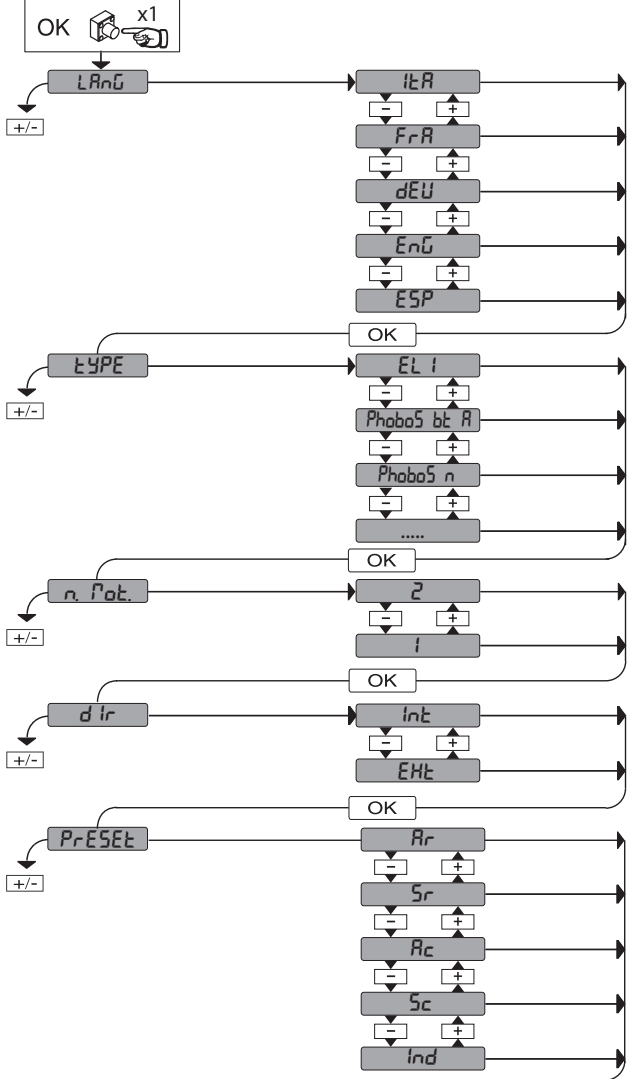 OK x1
LAnG ItA
+/- - +
FrA
- +
dEU
- +
EnG
- +
ESP
OK
tYPE EL 1
+/- - +
PhoboS bt A
- +
PhoboS n
- +
.....
OK
n. Mot. 2
+/- - +
1
OK
dIr Int
+/- - +
EHt
OK
PrESEt Ar
+/- - +
Sr
- +
Ac
- +
Sc
- +
Ind